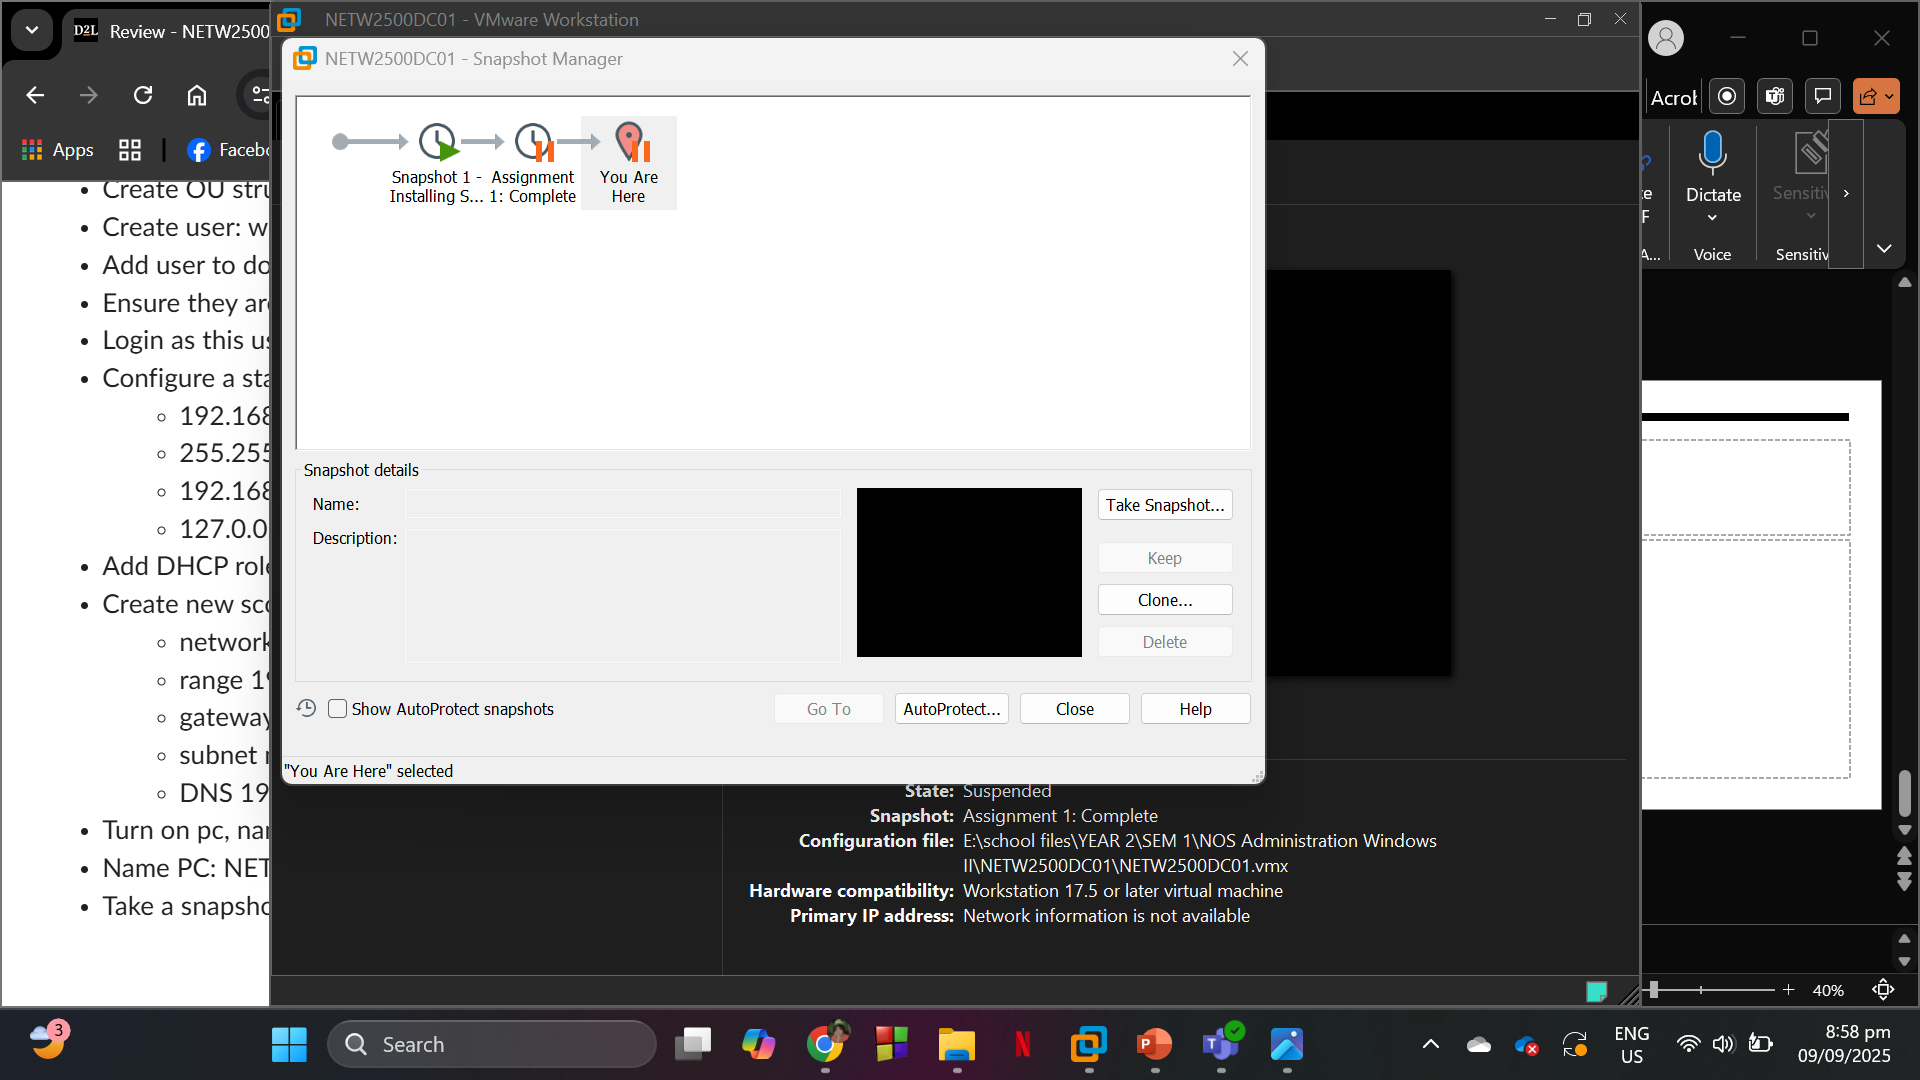 D2L Review - NETW2500
NETW2500DC01 - VMware Workstation
NETW2500DC01 - Snapshot Manager
Acrob
Apps
Facebo
Snapshot 1 -
Installing S...
Assignment
1: Complete
You Are
Here
Dictate
Sensitiv
Voice
Sensitiv
A...
Create OU stru
Create user: w
Add user to do
Ensure they are
Login as this us
Configure a sta
192.168
255.255
192.168
127.0.0
Add DHCP role
Create new sco
network
range 19
gateway
subnet r
DNS 19
Turn on pc, nar
Name PC: NET
Take a snapsho
Snapshot details
Name:
Description:
Take Snapshot...
Keep
Clone...
Delete
Show AutoProtect snapshots
Go To
AutoProtect...
Close
Help
"You Are Here" selected
State: Suspended
Snapshot: Assignment 1: Complete
Configuration file: E:\school files\YEAR 2\SEM 1\NOS Administration Windows
II\NETW2500DC01\NETW2500DC01.vmx
Hardware compatibility: Workstation 17.5 or later virtual machine
Primary IP address: Network information is not available
40%
3
Search
ENG
US
8:58 pm
09/09/2025